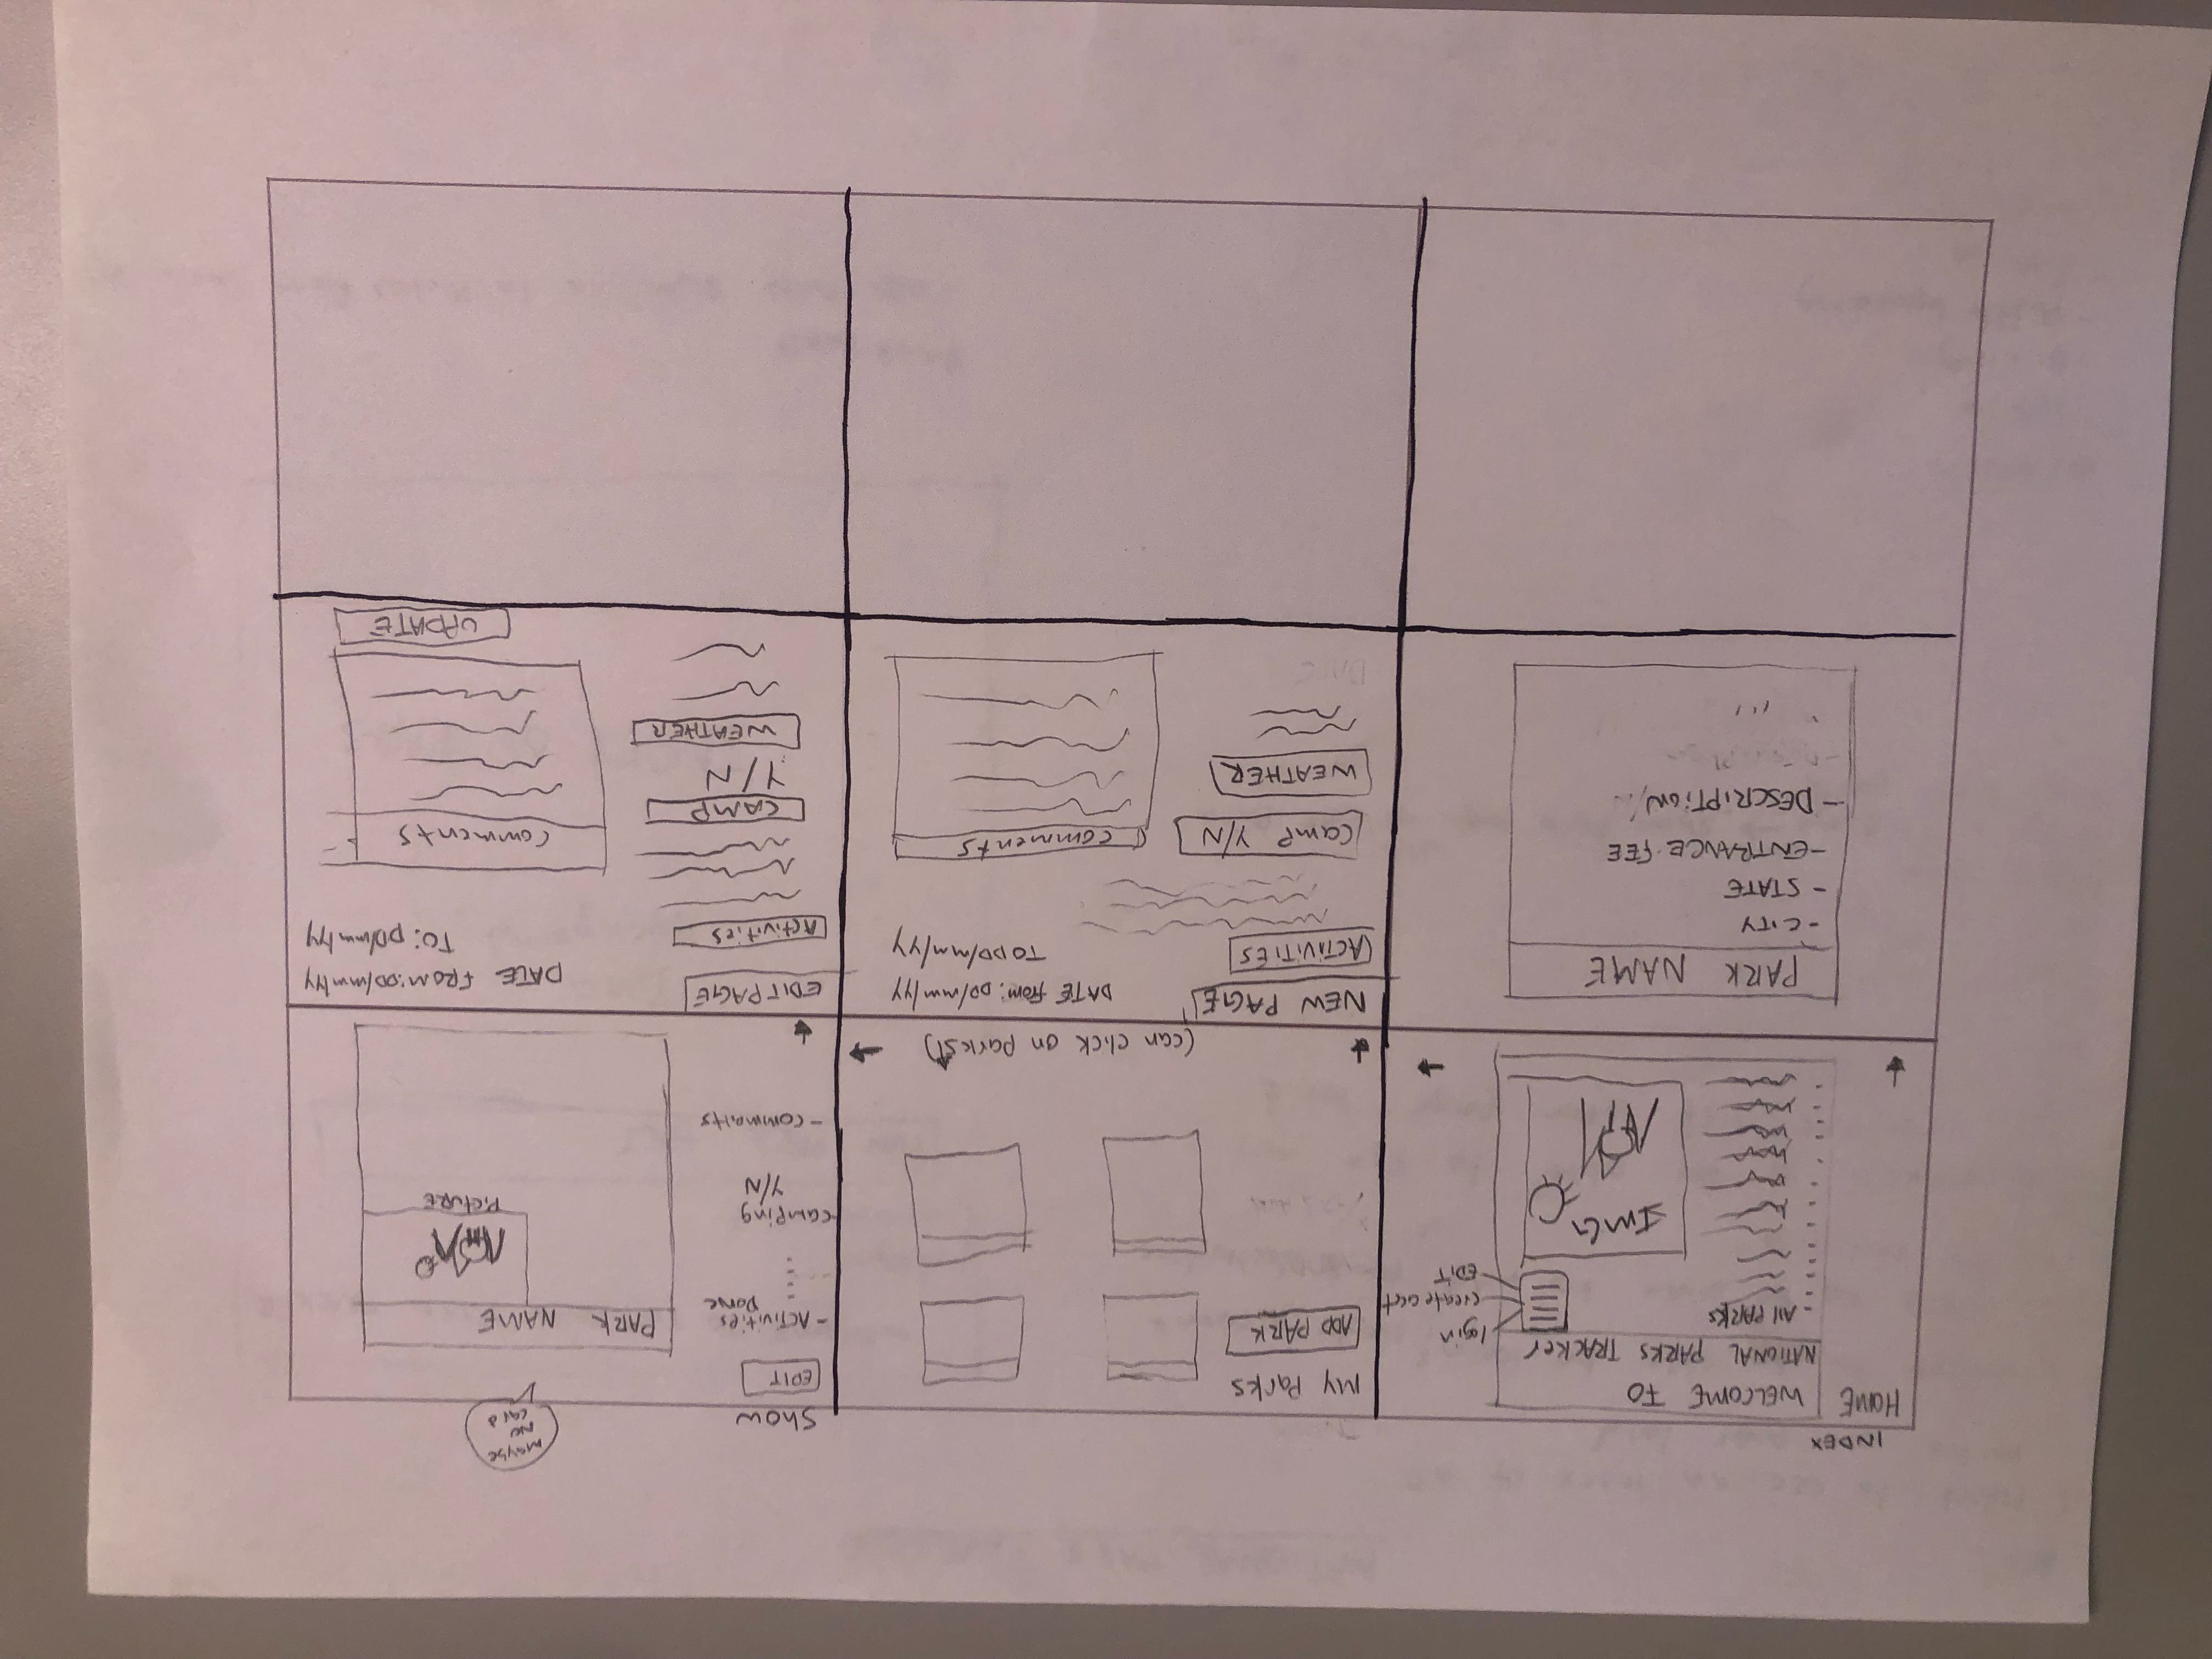 INDEX
HOME
WELCOME TO
NATIONAL PARKS TRACKer
login
create acct
EDIT
- All PARKS
IMG
My Parks
ADD PARK
(can click on parks!)
Show
maybe
no
card
EDIT
- ACTivities
Done
-camping
Y/N
- comments
PARK NAME
PICTURE
PARK NAME
- CITY
- STATE
-ENTRANCE FEE
- DESCRIPTION
NEW PAGE
DATE from: DD/mm/YY
TO DD/mm/YY
ACTIVITIES
Camp Y/N
WEATHER
comments
EDIT PAGE
DATE FROM: DD/mm/YY
TO: DD/mm/YY
Activities
CAMP
Y/N
WEATHER
Comments
UPDATE